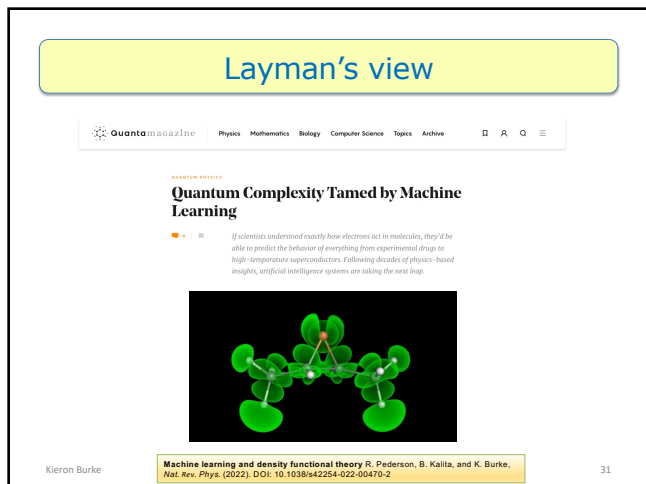 Layman's view
Quanta magazine Physics Mathematics Biology Computer Science Topics Archive
QUANTUM PHYSICS
Quantum Complexity Tamed by Machine
Learning
4
If scientists understood exactly how electrons act in molecules, they'd be
able to predict the behavior of everything from experimental drugs to
high-temperature superconductors. Following decades of physics-based
insights, artificial intelligence systems are taking the next leap.
Kieron Burke
Machine learning and density functional theory R. Pederson, B. Kalita, and K. Burke,
Nat. Rev. Phys. (2022). DOI: 10.1038/s42254-022-00470-2
31